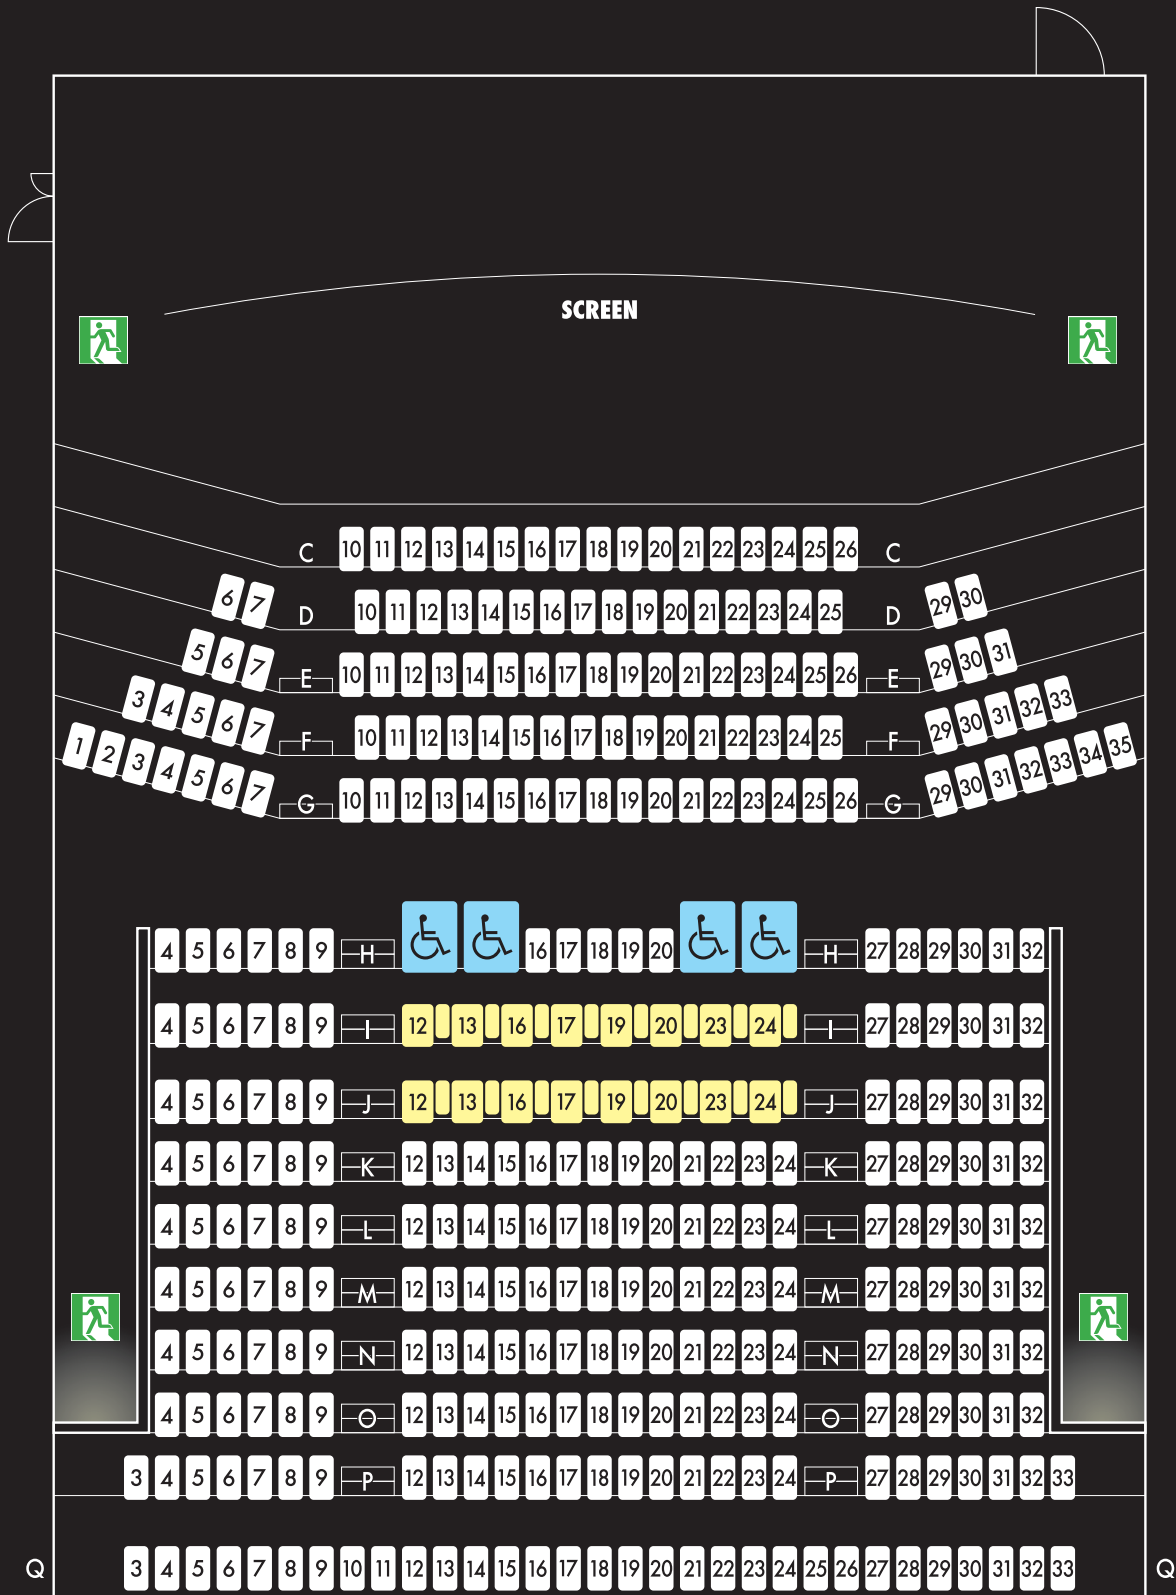 SCREEN
C 10 11 12 13 14 15 16 17 18 19 20 21 22 23 24 25 26 C
6 7 D 10 11 12 13 14 15 16 17 18 19 20 21 22 23 24 25 D 29 30
5 6 7 E 10 11 12 13 14 15 16 17 18 19 20 21 22 23 24 25 26 E 29 30 31
3 4 5 6 7 F 10 11 12 13 14 15 16 17 18 19 20 21 22 23 24 25 F 29 30 31 32 33
1 2 3 4 5 6 7 G 10 11 12 13 14 15 16 17 18 19 20 21 22 23 24 25 26 G 29 30 31 32 33 34 35
4 5 6 7 8 9 H 16 17 18 19 20 H 27 28 29 30 31 32
4 5 6 7 8 9 I 12 13 16 17 19 20 23 24 I 27 28 29 30 31 32
4 5 6 7 8 9 J 12 13 16 17 19 20 23 24 J 27 28 29 30 31 32
4 5 6 7 8 9 K 12 13 14 15 16 17 18 19 20 21 22 23 24 K 27 28 29 30 31 32
4 5 6 7 8 9 L 12 13 14 15 16 17 18 19 20 21 22 23 24 L 27 28 29 30 31 32
4 5 6 7 8 9 M 12 13 14 15 16 17 18 19 20 21 22 23 24 M 27 28 29 30 31 32
4 5 6 7 8 9 N 12 13 14 15 16 17 18 19 20 21 22 23 24 N 27 28 29 30 31 32
4 5 6 7 8 9 O 12 13 14 15 16 17 18 19 20 21 22 23 24 O 27 28 29 30 31 32
3 4 5 6 7 8 9 P 12 13 14 15 16 17 18 19 20 21 22 23 24 P 27 28 29 30 31 32 33
Q 3 4 5 6 7 8 9 10 11 12 13 14 15 16 17 18 19 20 21 22 23 24 25 26 27 28 29 30 31 32 33 Q